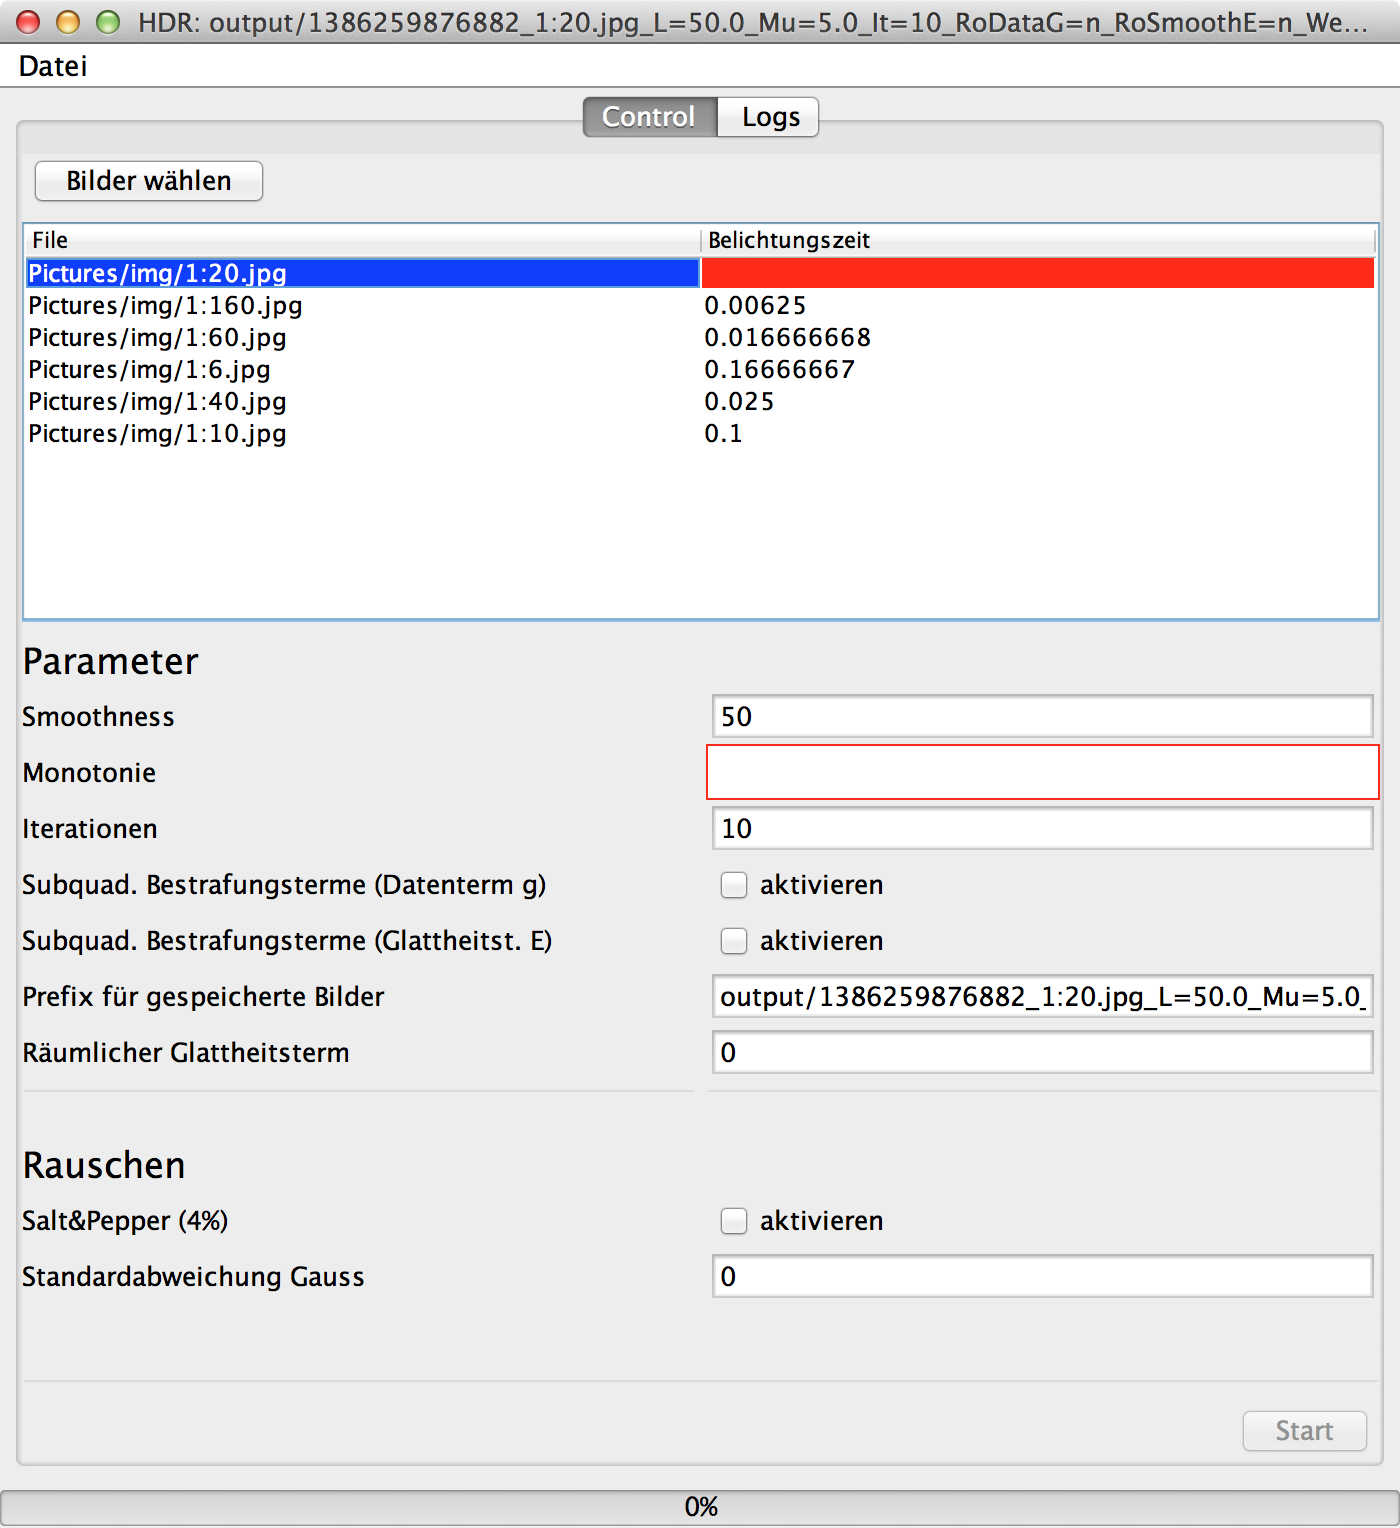 HDR: output/1386259876882_1:20.jpg_L=50.0_Mu=5.0_It=10_RoDataG=n_RoSmoothE=n_We...
Datei
Control Logs
Bilder wählen
File Belichtungszeit
Pictures/img/1:20.jpg
Pictures/img/1:160.jpg 0.00625
Pictures/img/1:60.jpg 0.016666668
Pictures/img/1:6.jpg 0.16666667
Pictures/img/1:40.jpg 0.025
Pictures/img/1:10.jpg 0.1
Parameter
Smoothness 50
Monotonie
Iterationen 10
Subquad. Bestrafungsterme (Datenterm g) aktivieren
Subquad. Bestrafungsterme (Glattheitst. E) aktivieren
Prefix für gespeicherte Bilder output/1386259876882_1:20.jpg_L=50.0_Mu=5.0_
Räumlicher Glattheitsterm 0
Rauschen
Salt&Pepper (4%) aktivieren
Standardabweichung Gauss 0
Start
0%